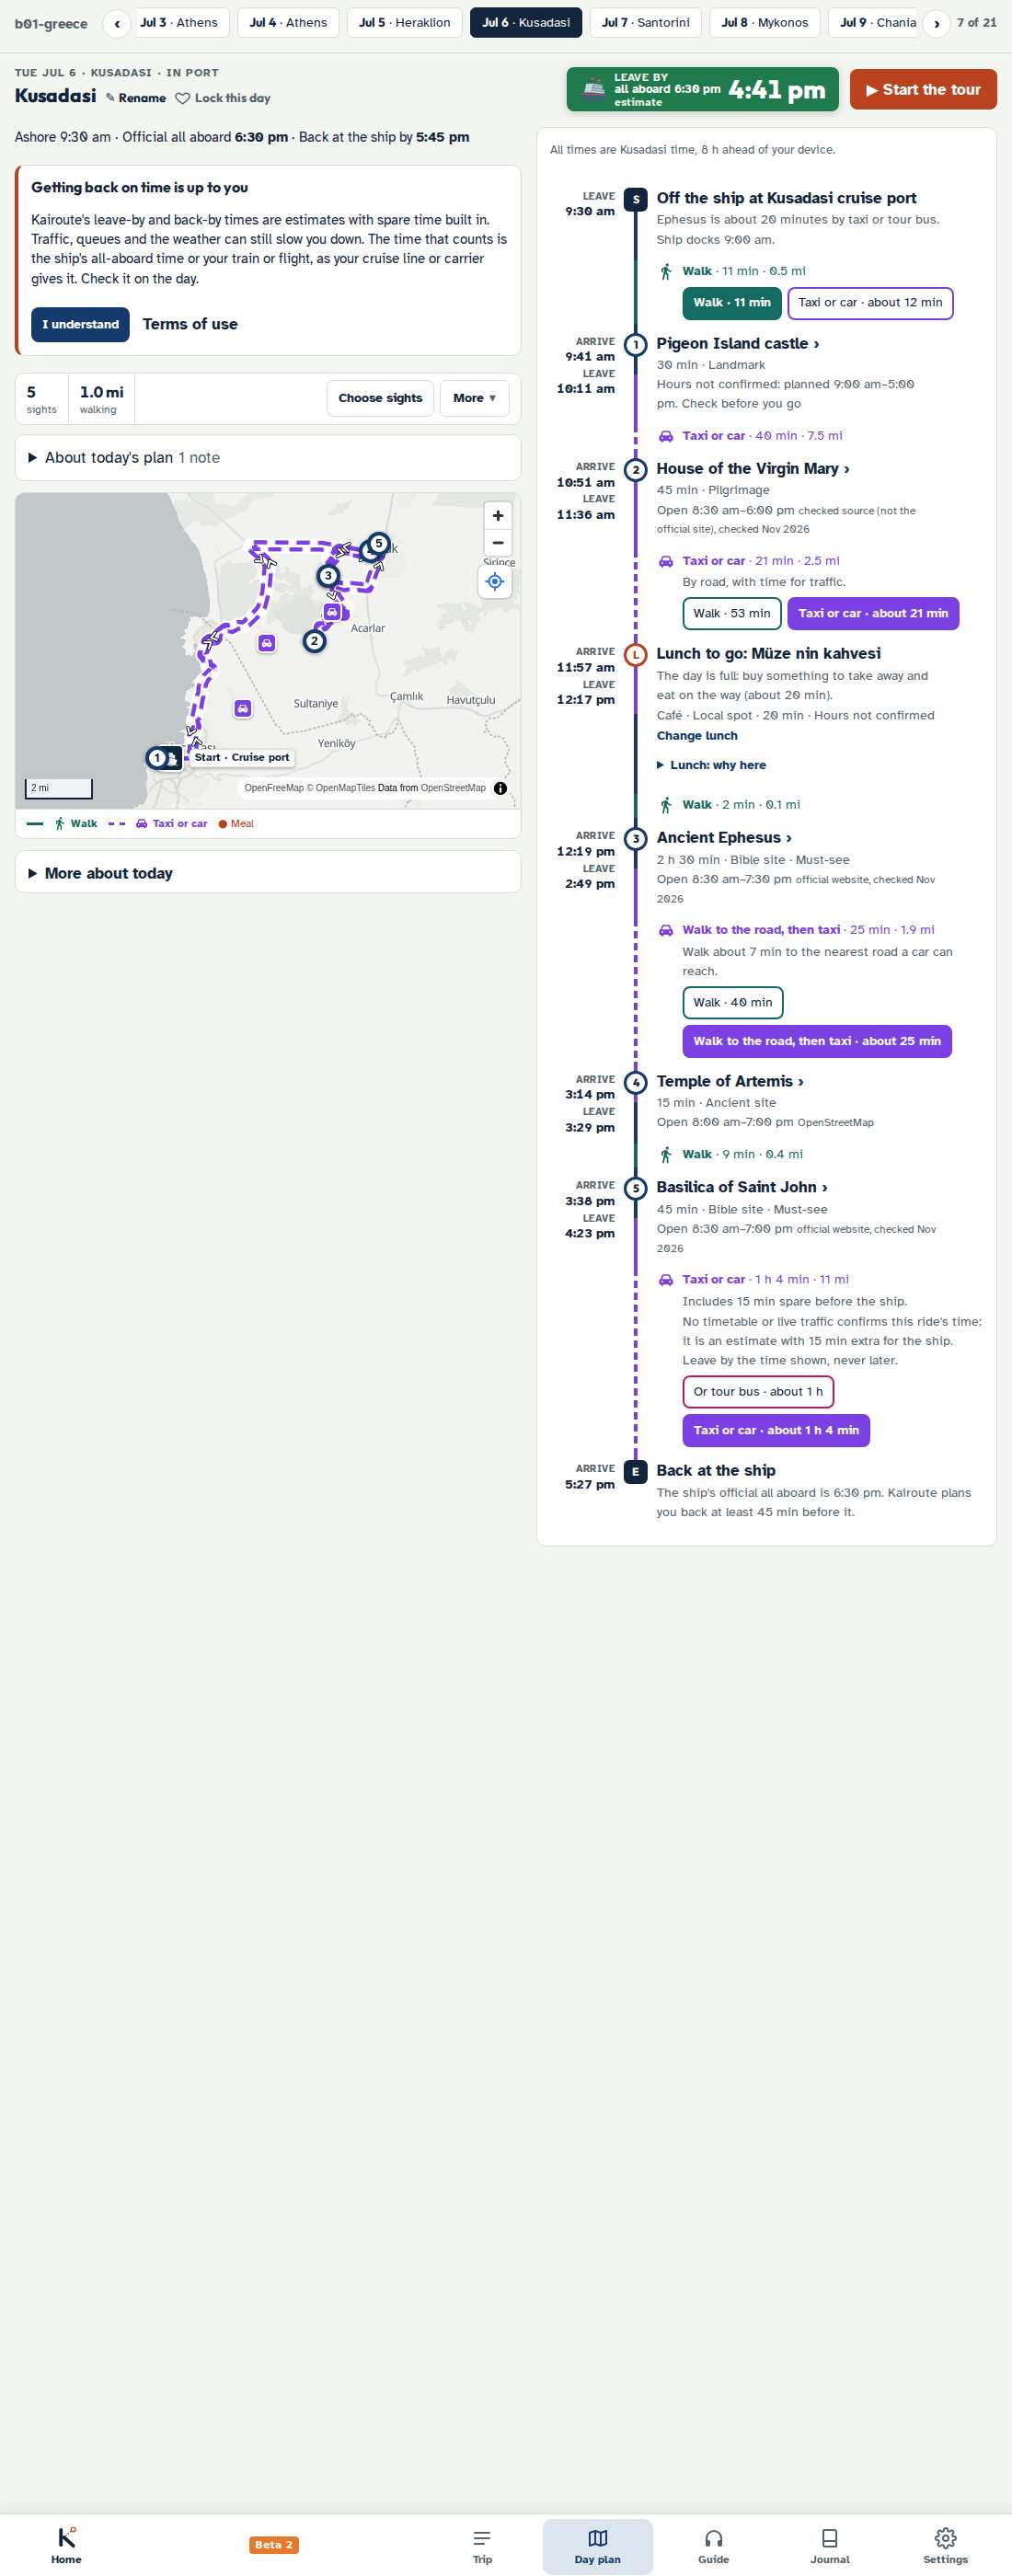 b01-greece
‹
Jul 3 · Athens
Jul 4 · Athens
Jul 5 · Heraklion
Jul 6 · Kusadasi
Jul 7 · Santorini
Jul 8 · Mykonos
Jul 9 · Chania
›
7 of 21
TUE JUL 6 · KUSADASI · IN PORT
Kusadasi ✎ Rename ♡ Lock this day
LEAVE BY
all aboard 6:30 pm
estimate
4:41 pm
▶ Start the tour
Ashore 9:30 am · Official all aboard 6:30 pm · Back at the ship by 5:45 pm
Getting back on time is up to you
Kairoute's leave-by and back-by times are estimates with spare time built in.
Traffic, queues and the weather can still slow you down. The time that counts is
the ship's all-aboard time or your train or flight, as your cruise line or carrier
gives it. Check it on the day.
I understand
Terms of use
5
sights
1.0 mi
walking
Choose sights
More ▼
▶ About today's plan 1 note
+
−
5
3
2
1
Sirince
Acarlar
Sultaniye
Çamlık
Havutçulu
Yeniköy
Start · Cruise port
2 mi
OpenFreeMap © OpenMapTiles Data from OpenStreetMap
Walk
Taxi or car
Meal
▶ More about today
All times are Kusadasi time, 8 h ahead of your device.
LEAVE
9:30 am
S
Off the ship at Kusadasi cruise port
Ephesus is about 20 minutes by taxi or tour bus.
Ship docks 9:00 am.
Walk · 11 min · 0.5 mi
Walk · 11 min
Taxi or car · about 12 min
ARRIVE
9:41 am
LEAVE
10:11 am
1
Pigeon Island castle ›
30 min · Landmark
Hours not confirmed: planned 9:00 am–5:00
pm. Check before you go
Taxi or car · 40 min · 7.5 mi
ARRIVE
10:51 am
LEAVE
11:36 am
2
House of the Virgin Mary ›
45 min · Pilgrimage
Open 8:30 am–6:00 pm checked source (not the
official site), checked Nov 2026
Taxi or car · 21 min · 2.5 mi
By road, with time for traffic.
Walk · 53 min
Taxi or car · about 21 min
ARRIVE
11:57 am
LEAVE
12:17 pm
L
Lunch to go: Müze nin kahvesi
The day is full: buy something to take away and
eat on the way (about 20 min).
Café · Local spot · 20 min · Hours not confirmed
Change lunch
▶ Lunch: why here
Walk · 2 min · 0.1 mi
ARRIVE
12:19 pm
LEAVE
2:49 pm
3
Ancient Ephesus ›
2 h 30 min · Bible site · Must-see
Open 8:30 am–7:30 pm official website, checked Nov
2026
Walk to the road, then taxi · 25 min · 1.9 mi
Walk about 7 min to the nearest road a car can
reach.
Walk · 40 min
Walk to the road, then taxi · about 25 min
ARRIVE
3:14 pm
LEAVE
3:29 pm
4
Temple of Artemis ›
15 min · Ancient site
Open 8:00 am–7:00 pm OpenStreetMap
Walk · 9 min · 0.4 mi
ARRIVE
3:38 pm
LEAVE
4:23 pm
5
Basilica of Saint John ›
45 min · Bible site · Must-see
Open 8:30 am–7:00 pm official website, checked Nov
2026
Taxi or car · 1 h 4 min · 11 mi
Includes 15 min spare before the ship.
No timetable or live traffic confirms this ride's time:
it is an estimate with 15 min extra for the ship.
Leave by the time shown, never later.
Or tour bus · about 1 h
Taxi or car · about 1 h 4 min
ARRIVE
5:27 pm
E
Back at the ship
The ship's official all aboard is 6:30 pm. Kairoute plans
you back at least 45 min before it.
Home
Beta 2
Trip
Day plan
Guide
Journal
Settings